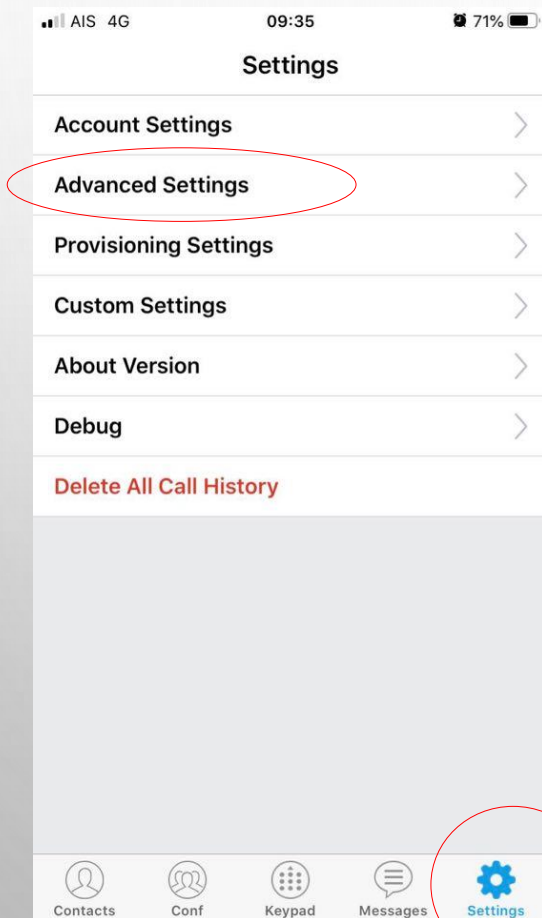 AIS 4G 09:35 71%
Settings
Account Settings
Advanced Settings
Provisioning Settings
Custom Settings
About Version
Debug
Delete All Call History
Contacts Conf Keypad Messages Settings